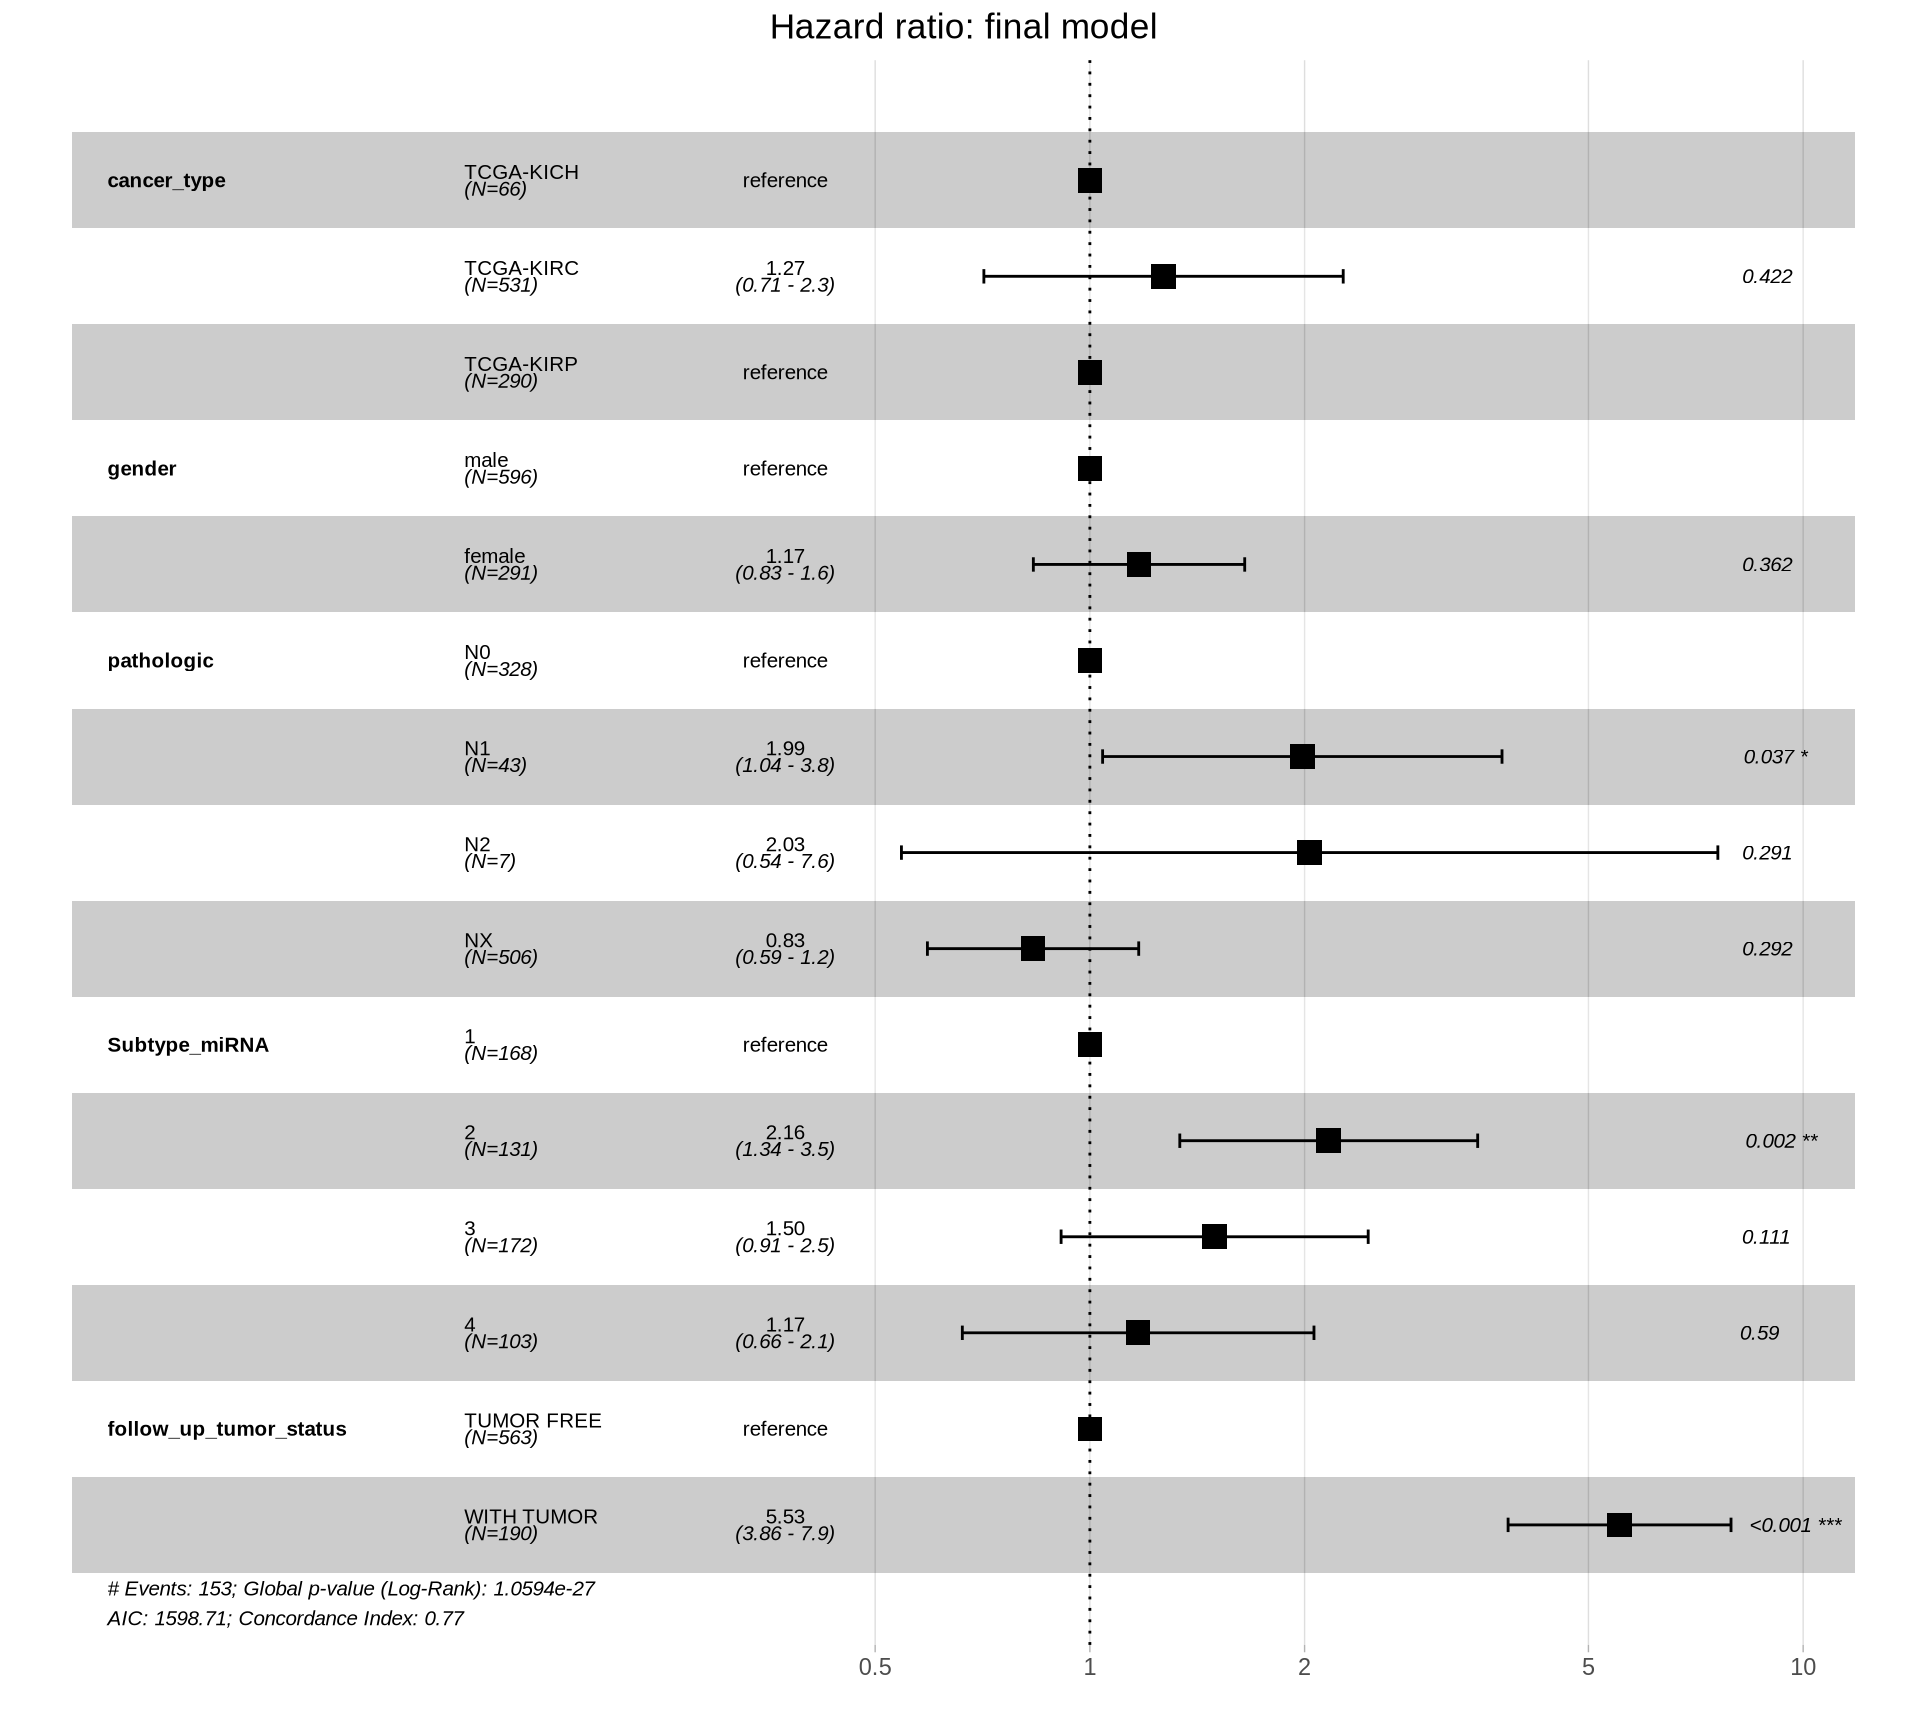 Hazard ratio: final model
cancer_type TCGA-KICH reference
(N=66)
TCGA-KIRC 1.27 0.422
(N=531) (0.71 - 2.3)
TCGA-KIRP reference
(N=290)
gender male reference
(N=596)
female 1.17 0.362
(N=291) (0.83 - 1.6)
pathologic N0 reference
(N=328)
N1 1.99 0.037 *
(N=43) (1.04 - 3.8)
N2 2.03 0.291
(N=7) (0.54 - 7.6)
NX 0.83 0.292
(N=506) (0.59 - 1.2)
Subtype_miRNA 1 reference
(N=168)
2 2.16 0.002 **
(N=131) (1.34 - 3.5)
3 1.50 0.111
(N=172) (0.91 - 2.5)
4 1.17 0.59
(N=103) (0.66 - 2.1)
follow_up_tumor_status TUMOR FREE reference
(N=563)
WITH TUMOR 5.53 <0.001 ***
(N=190) (3.86 - 7.9)
# Events: 153; Global p-value (Log-Rank): 1.0594e-27
AIC: 1598.71; Concordance Index: 0.77
0.5 1 2 5 10